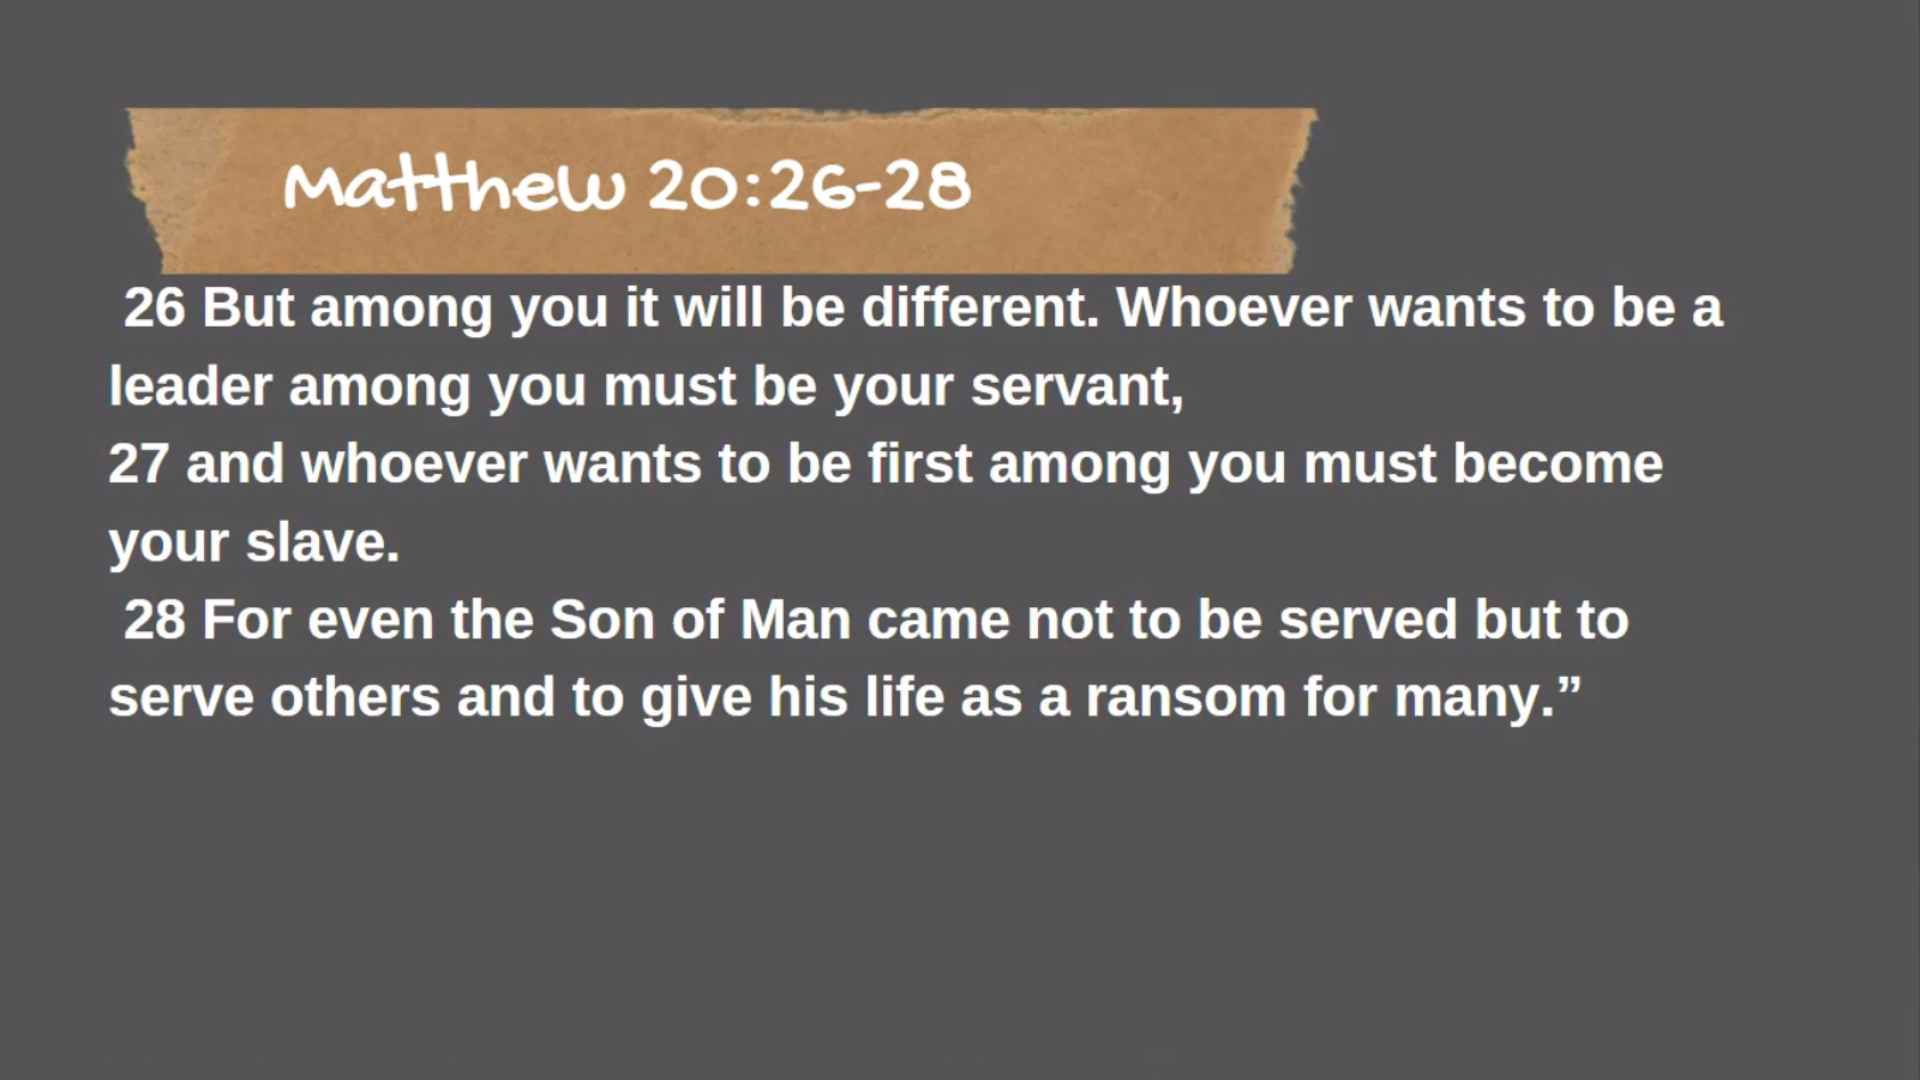 Matthew 20:26-28
26 But among you it will be different. Whoever wants to be a
leader among you must be your servant,
27 and whoever wants to be first among you must become
your slave.
28 For even the Son of Man came not to be served but to
serve others and to give his life as a ransom for many.”